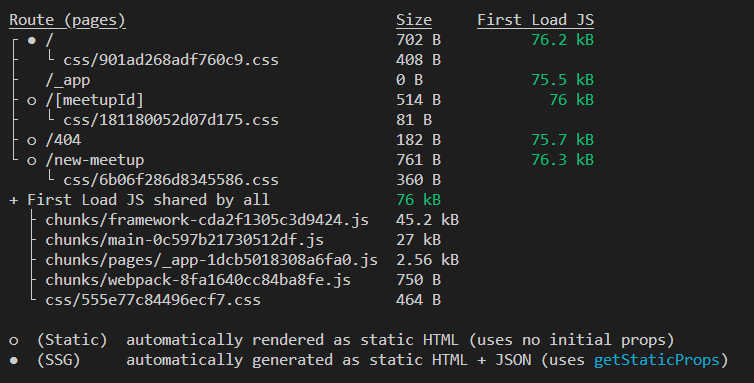 Route (pages) Size First Load JS
┌ ● / 702 B 76.2 kB
├   └ css/901ad268adf760c9.css 408 B
├   /_app 0 B 75.5 kB
├ ○ /[meetupId] 514 B 76 kB
├   └ css/181180052d07d175.css 81 B
├ ○ /404 182 B 75.7 kB
└ ○ /new-meetup 761 B 76.3 kB
    └ css/6b06f286d8345586.css 360 B
+ First Load JS shared by all 76 kB
  ├ chunks/framework-cda2f1305c3d9424.js 45.2 kB
  ├ chunks/main-0c597b21730512df.js 27 kB
  ├ chunks/pages/_app-1dcb5018308a6fa0.js 2.56 kB
  ├ chunks/webpack-8fa1640cc84ba8fe.js 750 B
  └ css/555e77c84496ecf7.css 464 B
○ (Static) automatically rendered as static HTML (uses no initial props)
● (SSG) automatically generated as static HTML + JSON (uses getStaticProps)